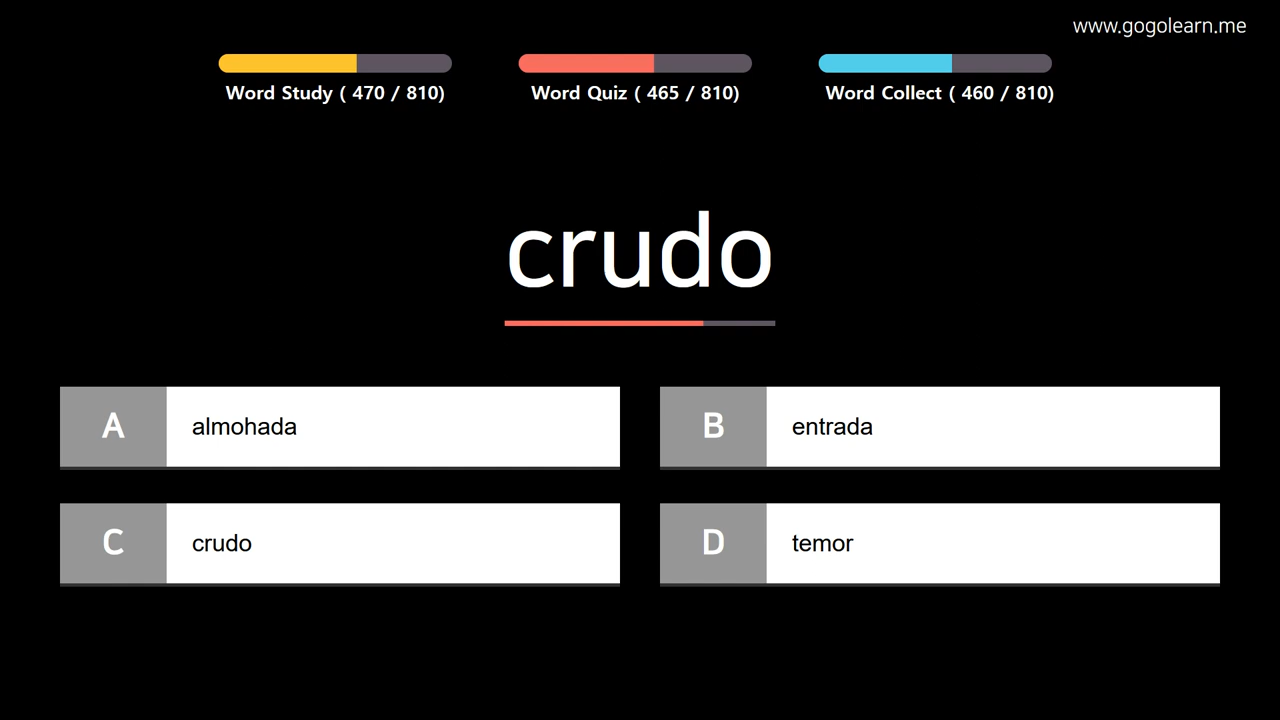 www.gogolearn.me
Word Study ( 470 / 810)
Word Quiz ( 465 / 810)
Word Collect ( 460 / 810)
crudo
A almohada
B entrada
C crudo
D temor